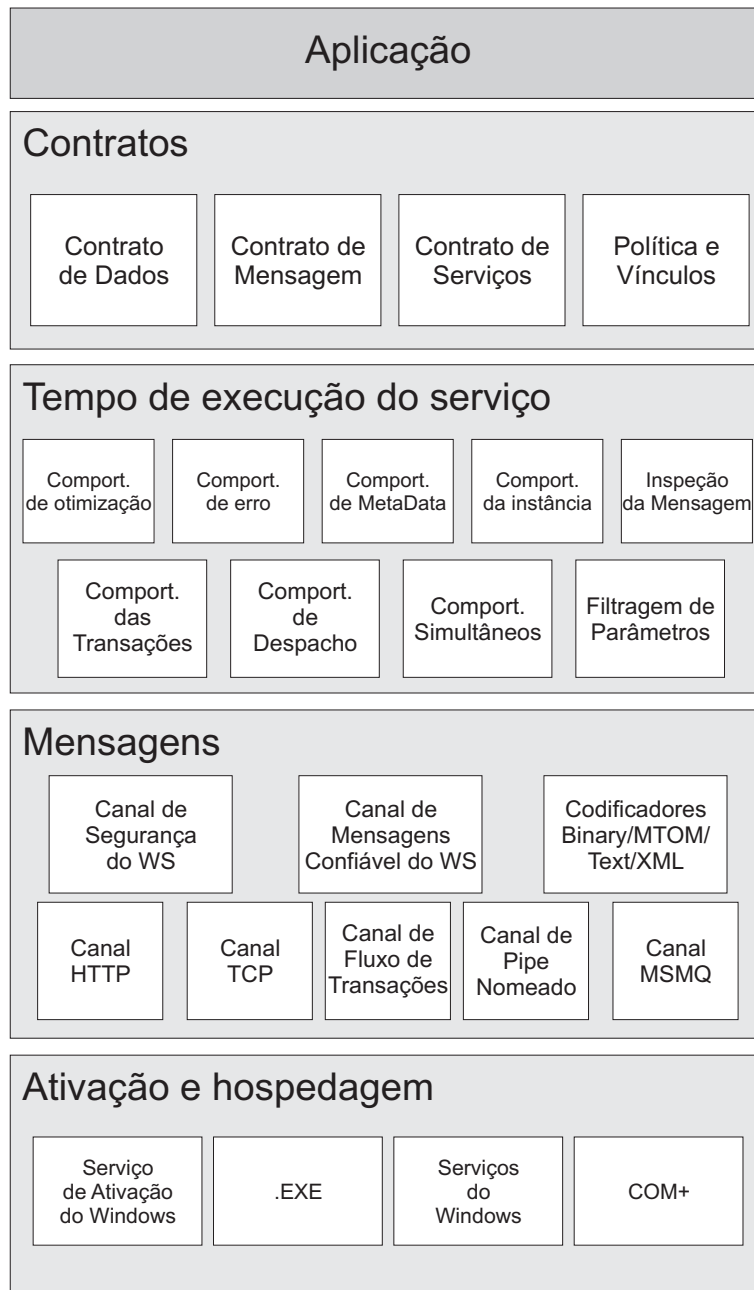 Aplicação
Contratos
Contrato
de Dados
Contrato de
Mensagem
Contrato de
Serviços
Política e
Vínculos
Tempo de execução do serviço
Comport.
de otimização
Comport.
de erro
Comport.
de MetaData
Comport.
da instância
Inspeção
da Mensagem
Comport.
das
Transações
Comport.
de
Despacho
Comport.
Simultâneos
Filtragem de
Parâmetros
Mensagens
Canal de
Segurança
do WS
Canal de
Mensagens
Confiável do WS
Codificadores
Binary/MTOM/
Text/XML
Canal
HTTP
Canal
TCP
Canal de
Fluxo de
Transações
Canal de
Pipe
Nomeado
Canal
MSMQ
Ativação e hospedagem
Serviço
de Ativação
do Windows
.EXE
Serviços
do
Windows
COM+